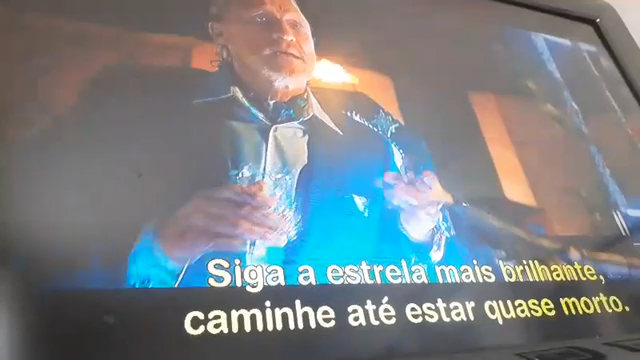 Siga a estrela mais brilhante,
caminhe até estar quase morto.